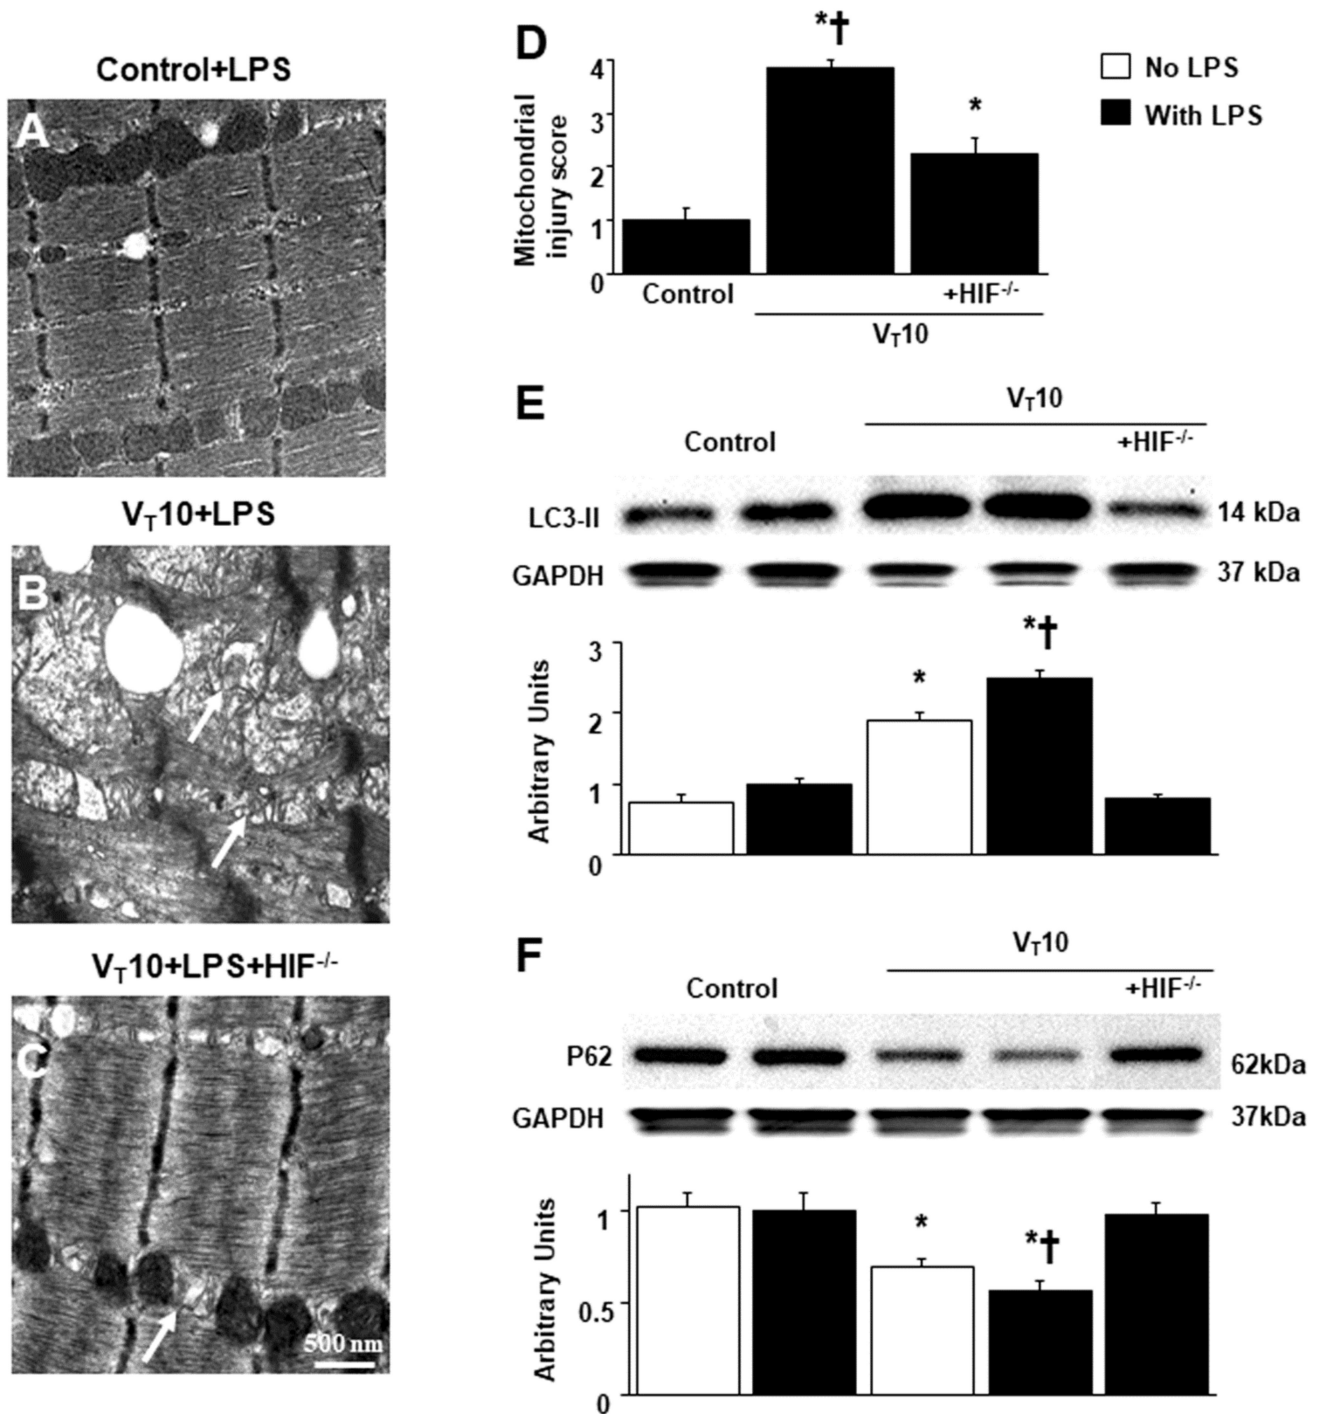 Control+LPS
A
VT10+LPS
B
VT10+LPS+HIF-/-
C
500 nm
D
*†
*
4
3
2
1
0
Mitochondrial
injury score
Control
+HIF-/-
VT10
No LPS
With LPS
E
VT10
Control
+HIF-/-
LC3-II
14 kDa
GAPDH
37 kDa
*†
*
3
2
1
0
Arbitrary Units
F
VT10
Control
+HIF-/-
P62
62kDa
GAPDH
37kDa
*
*†
1
0.5
0
Arbitrary Units